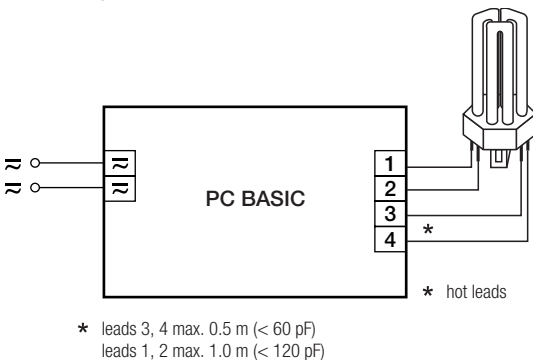 ≂ ≂
≂ ≂
PC BASIC
1
2
3
4
*
* hot leads
* leads 3, 4 max. 0.5 m (< 60 pF)
leads 1, 2 max. 1.0 m (< 120 pF)